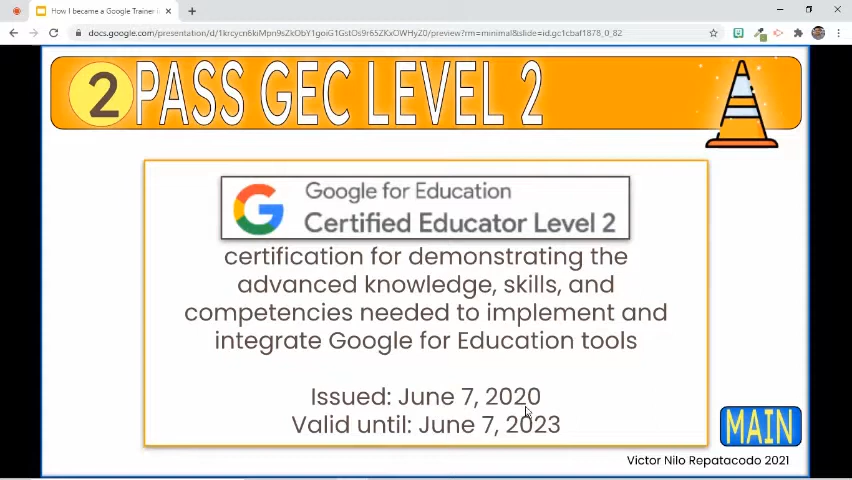 How I became a Google Trainer i
docs.google.com/presentation/d/1krcycn6kiMpn9sZkObY1goiG1GstOs9r65ZKxOWHyZ0/preview?rm=minimal&slide=id.gc1cbaf1878_0_82
2 PASS GEC LEVEL 2
Google for Education
Certified Educator Level 2
certification for demonstrating the
advanced knowledge, skills, and
competencies needed to implement and
integrate Google for Education tools
Issued: June 7, 2020
Valid until: June 7, 2023
MAIN
Victor Nilo Repatacodo 2021